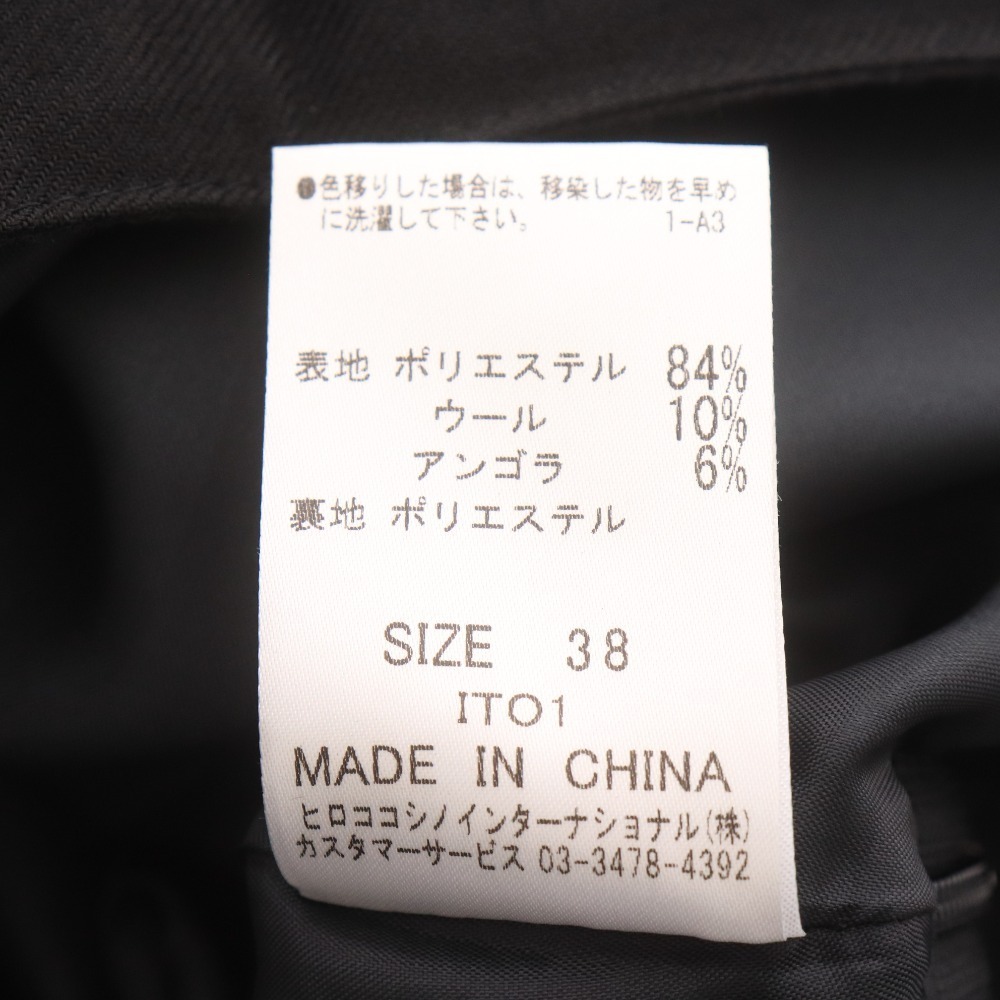 ●色移りした場合は、移染した物を早め
に洗濯して下さい。 1-A3
表地 ポリエステル 84%
ウール 10%
アンゴラ 6%
裏地 ポリエステル
SIZE 38
IT01
MADE IN CHINA
ヒロココシノインターナショナル(株)
カスタマーサービス 03-3478-4392